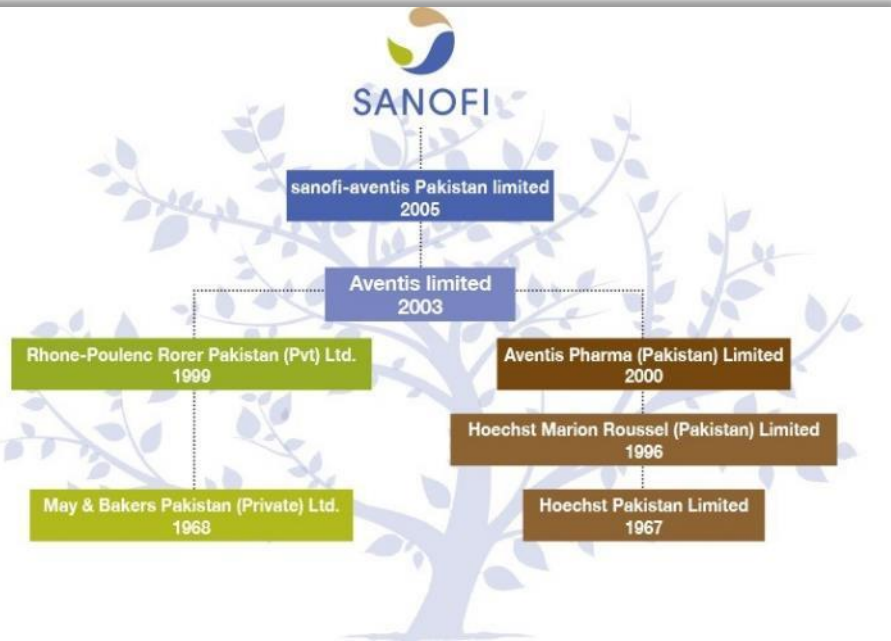 SANOFI
sanofi-aventis Pakistan limited
2005
Aventis limited
2003
Rhone-Poulenc Rorer Pakistan (Pvt) Ltd.
1999
Aventis Pharma (Pakistan) Limited
2000
Hoechst Marion Roussel (Pakistan) Limited
1996
May & Bakers Pakistan (Private) Ltd.
1968
Hoechst Pakistan Limited
1967